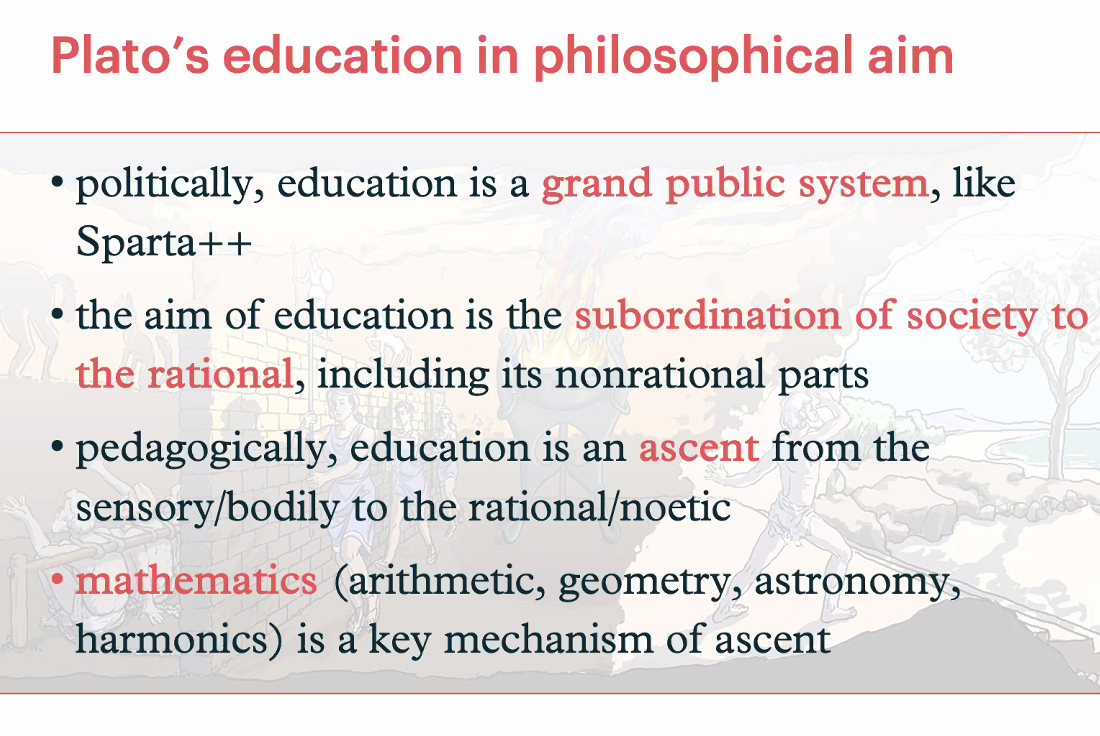 Plato’s education in philosophical aim
• politically, education is a grand public system, like
Sparta++
• the aim of education is the subordination of society to
the rational, including its nonrational parts
• pedagogically, education is an ascent from the
sensory/bodily to the rational/noetic
• mathematics (arithmetic, geometry, astronomy,
harmonics) is a key mechanism of ascent